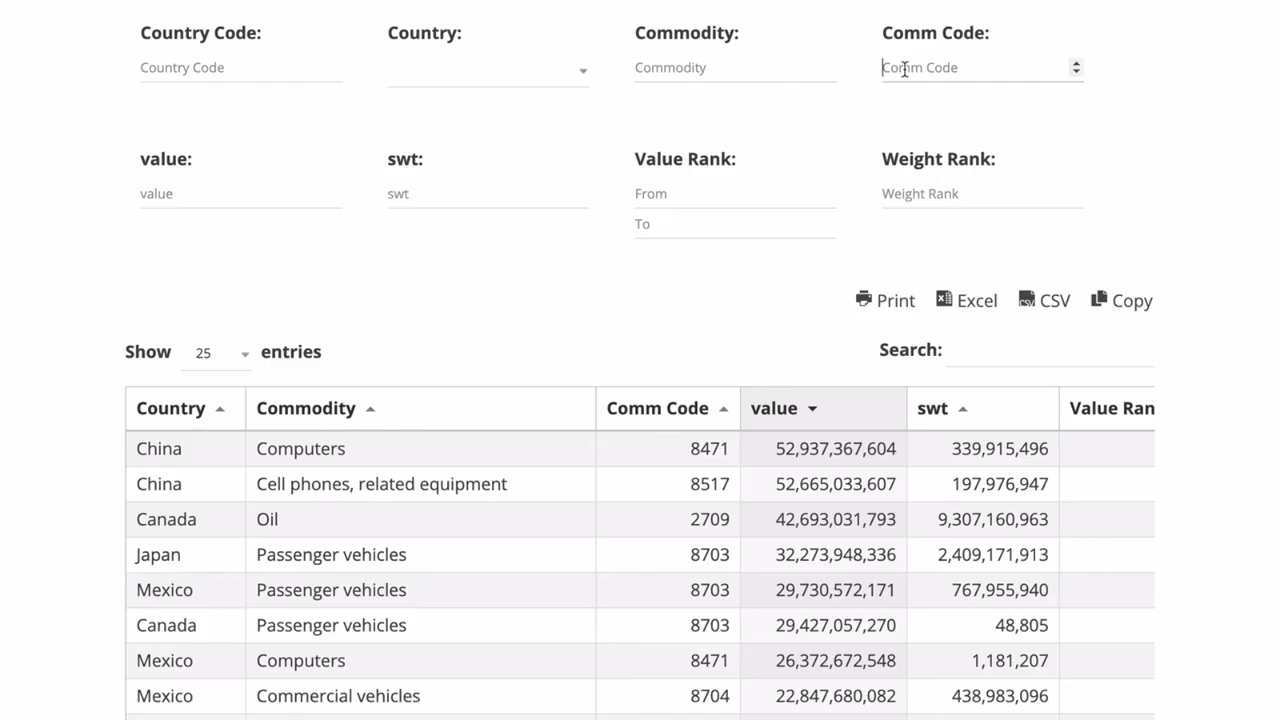 Country Code: Country: Commodity: Comm Code:
Country Code Commodity Comm Code
value: swt: Value Rank: Weight Rank:
value swt From Weight Rank
To
Print Excel CSV Copy
Show 25 entries Search:
Country Commodity Comm Code value swt Value Ran
China Computers 8471 52,937,367,604 339,915,496
China Cell phones, related equipment 8517 52,665,033,607 197,976,947
Canada Oil 2709 42,693,031,793 9,307,160,963
Japan Passenger vehicles 8703 32,273,948,336 2,409,171,913
Mexico Passenger vehicles 8703 29,730,572,171 767,955,940
Canada Passenger vehicles 8703 29,427,057,270 48,805
Mexico Computers 8471 26,372,672,548 1,181,207
Mexico Commercial vehicles 8704 22,847,680,082 438,983,096